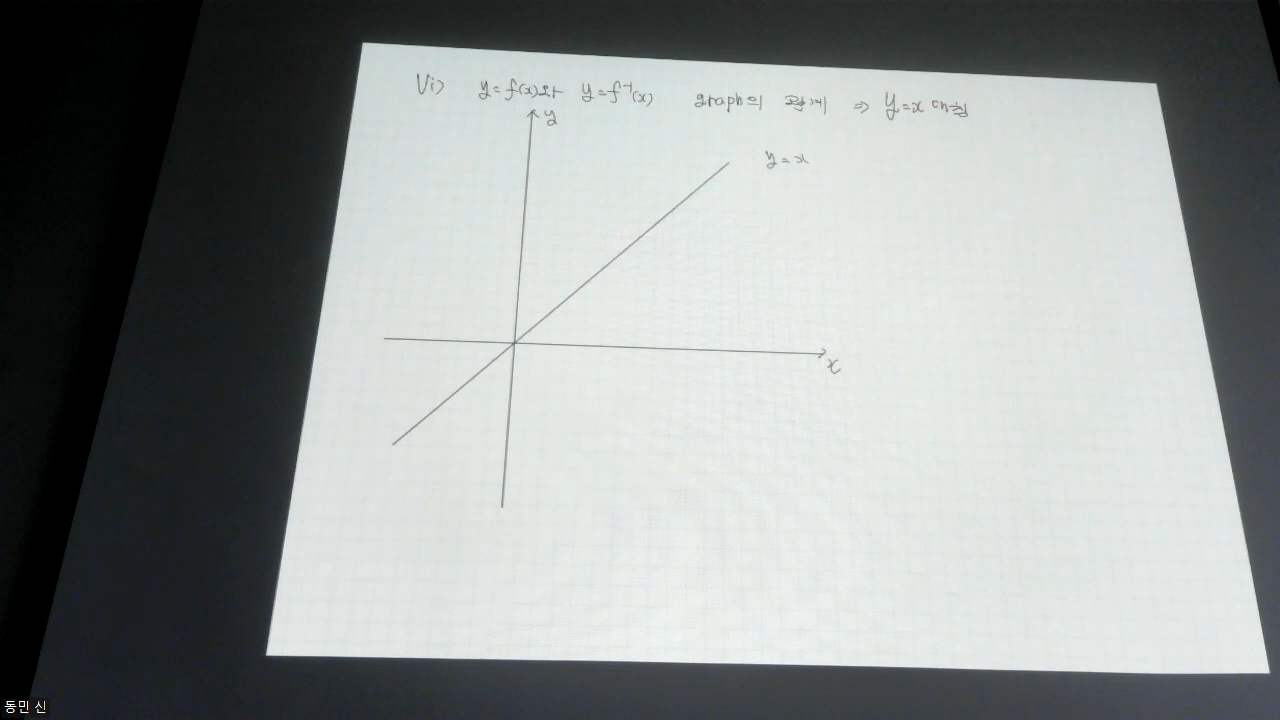 vi) y=f(x)와 y=f⁻¹(x) graph의 관계 ⇒ y=x 대칭
y
y=x
x
동민 신